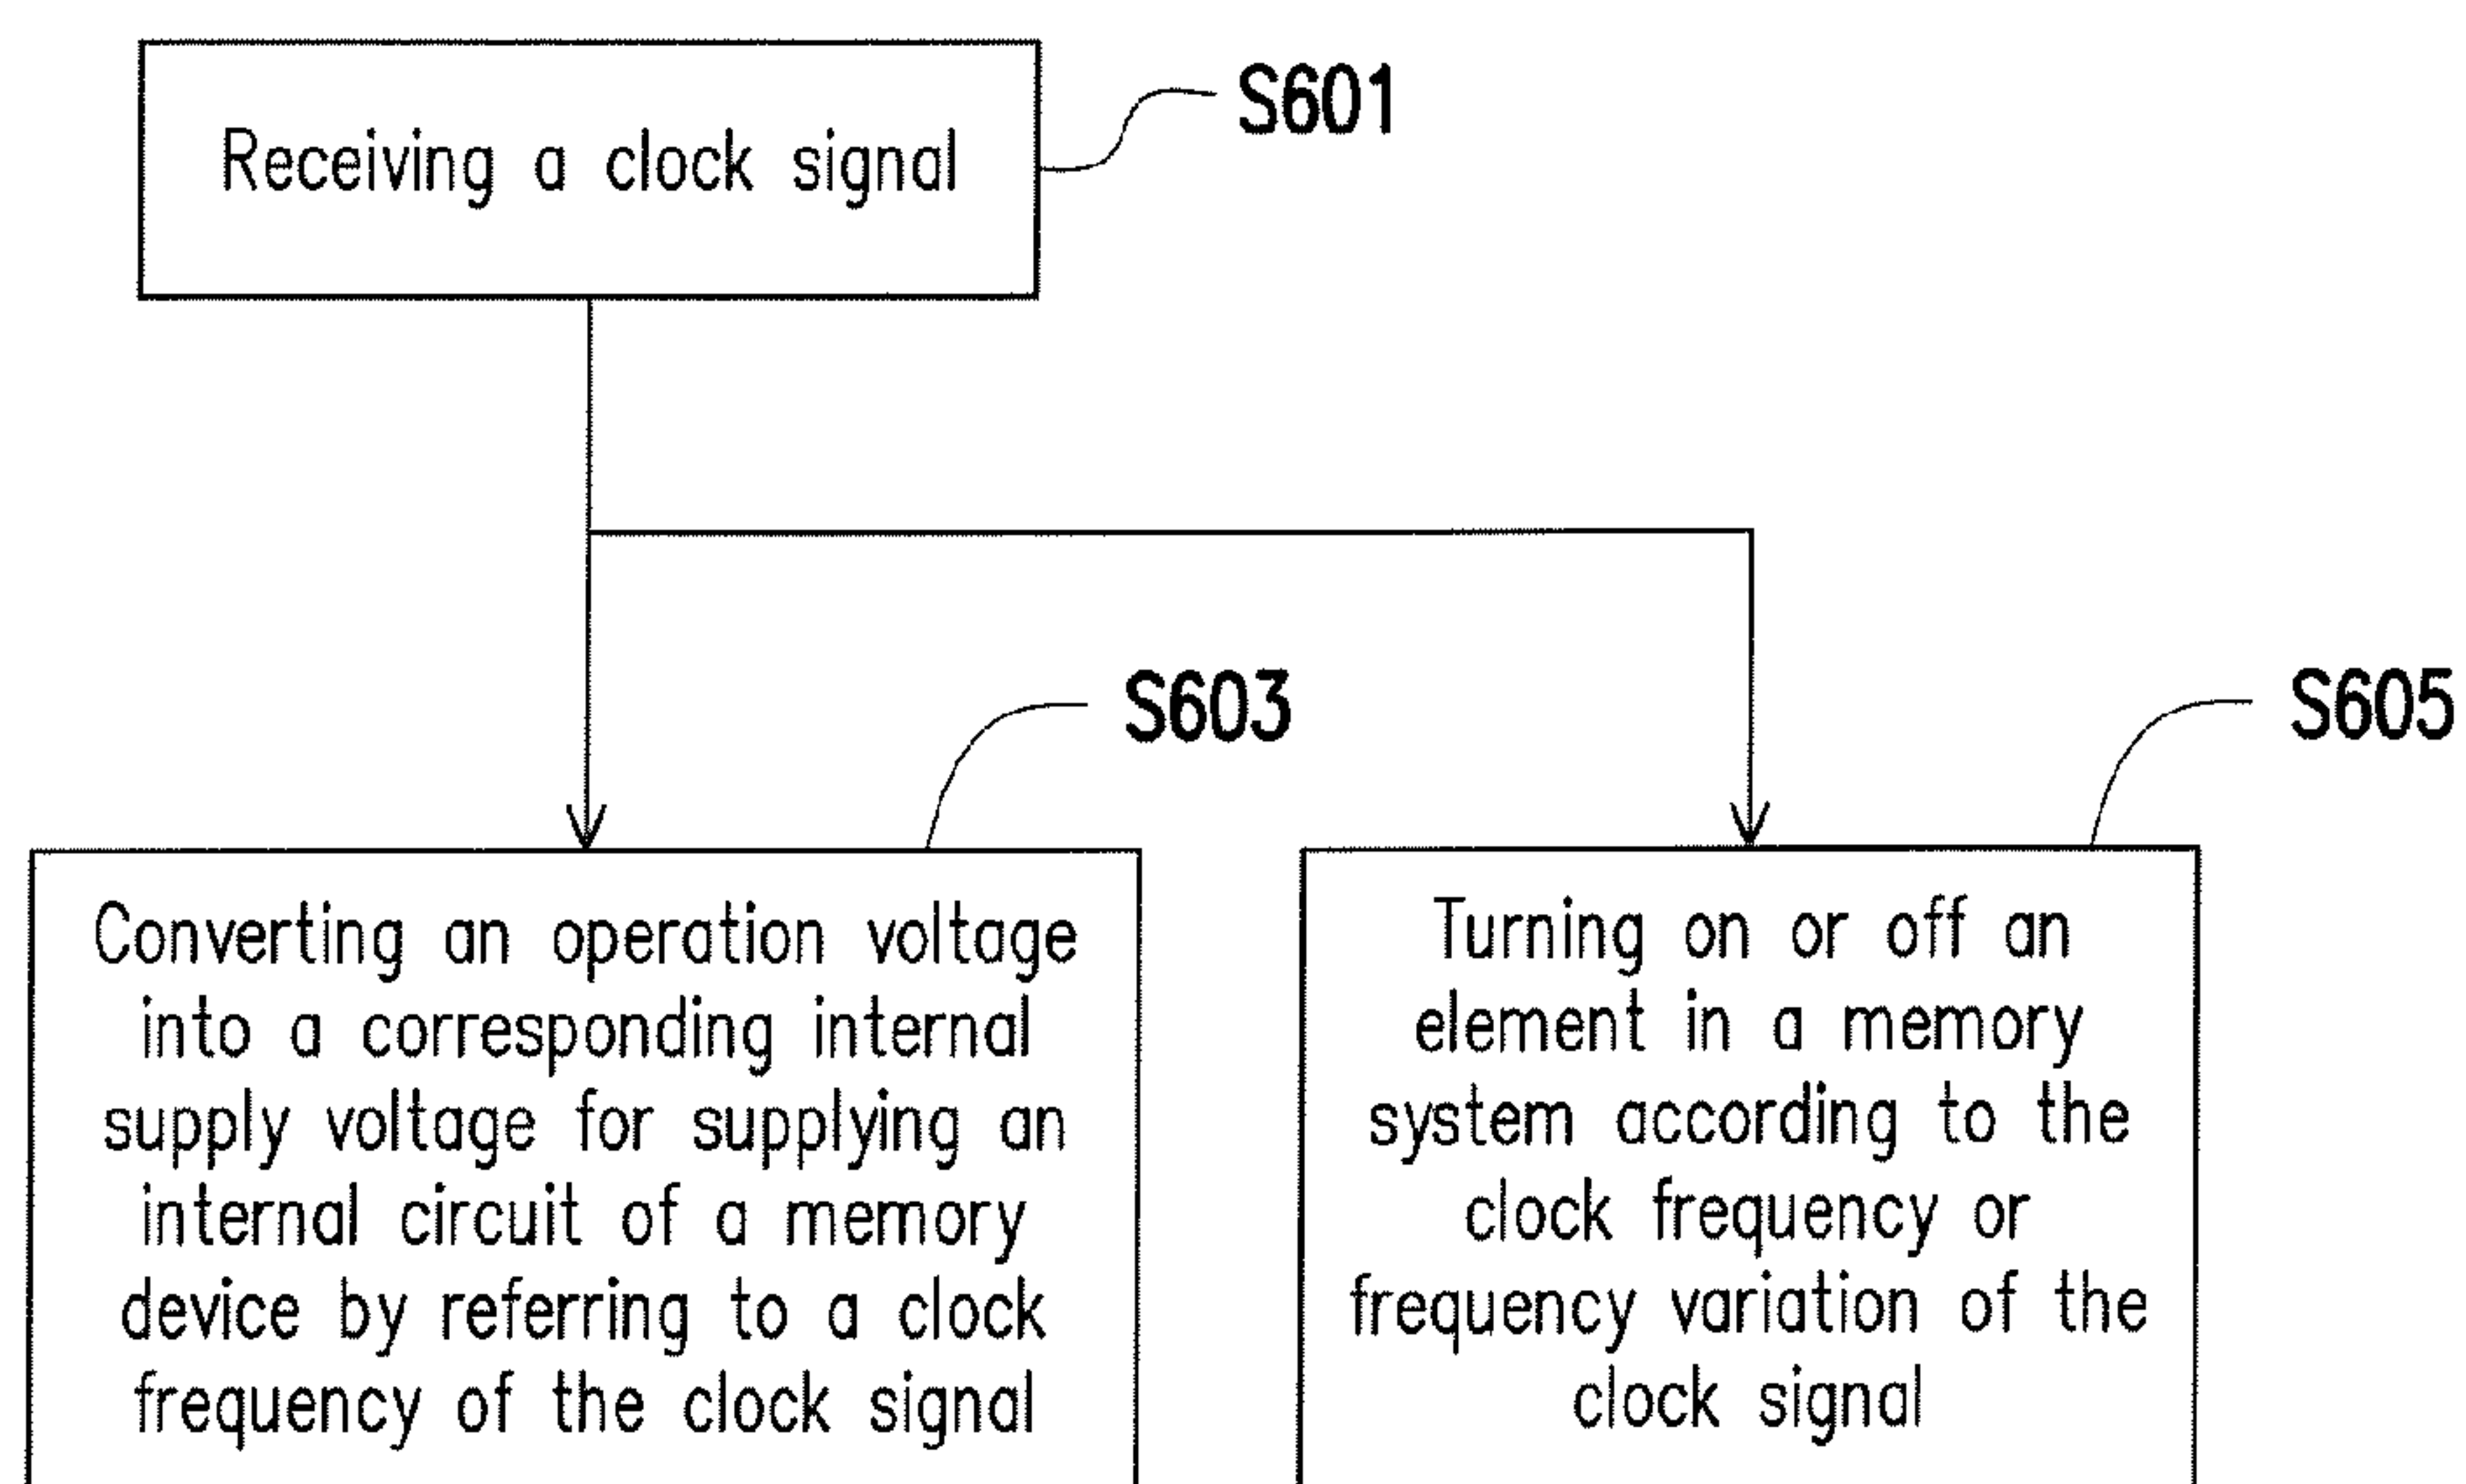 Receiving a clock signal
S601
S603
Converting an operation voltage
into a corresponding internal
supply voltage for supplying an
internal circuit of a memory
device by referring to a clock
frequency of the clock signal
S605
Turning on or off an
element in a memory
system according to the
clock frequency or
frequency variation of the
clock signal